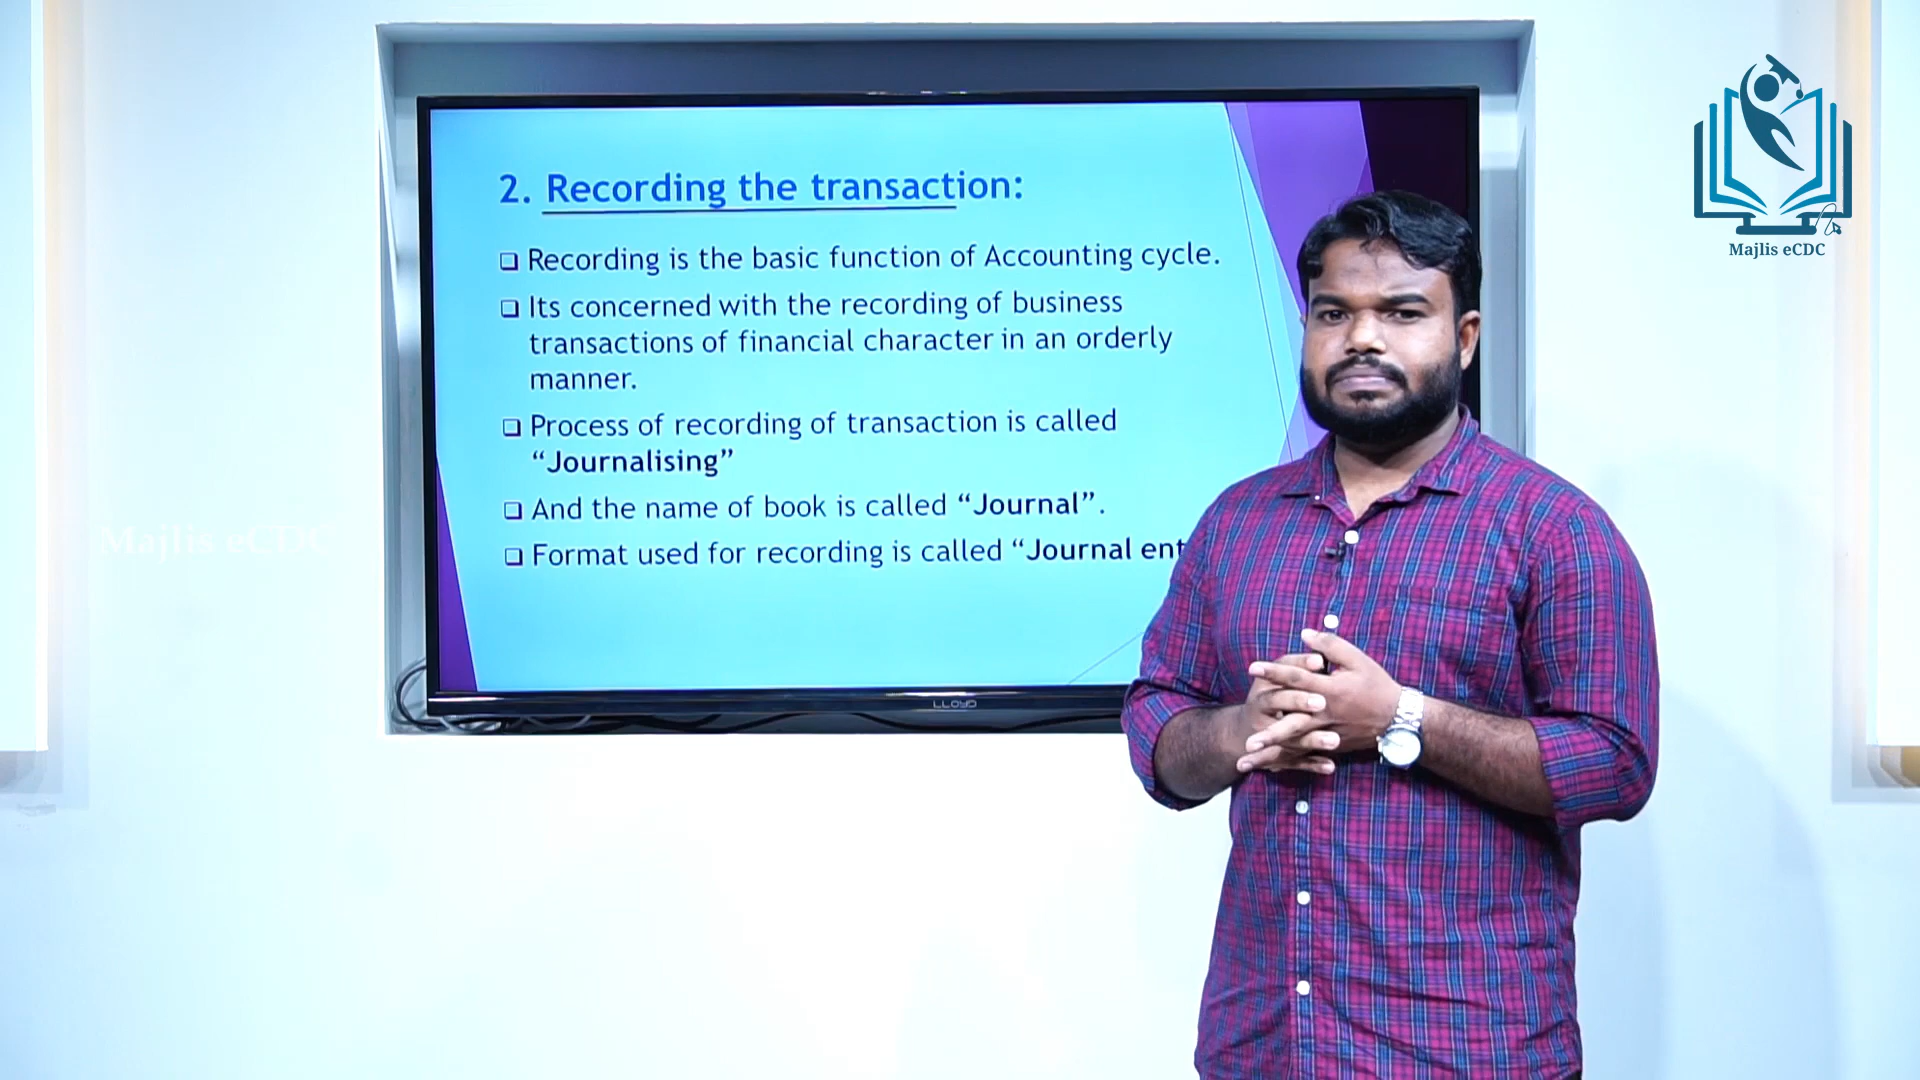 2. Recording the transaction:
❑ Recording is the basic function of Accounting cycle.
❑ Its concerned with the recording of business
transactions of financial character in an orderly
manner.
❑ Process of recording of transaction is called
“Journalising”
❑ And the name of book is called “Journal”.
❑ Format used for recording is called “Journal ent
LLOYD
Majlis eCDC
Majlis eCDC